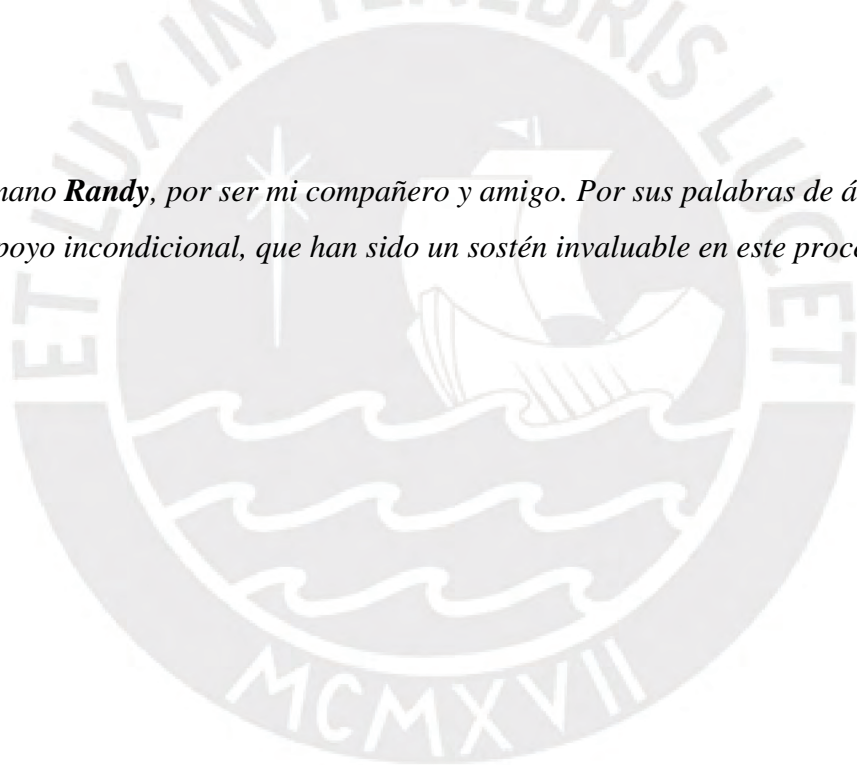 ET LUX IN TENEBRIS LUCET
mano Randy, por ser mi compañero y amigo. Por sus palabras de á
poyo incondicional, que han sido un sostén invaluable en este proce
MCMXVII